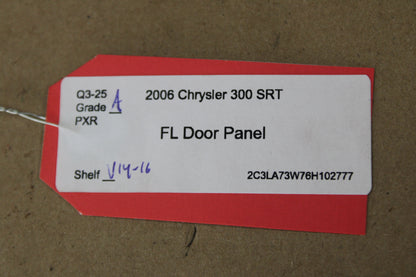 Q3-25 2006 Chrysler 300 SRT
Grade A
PXR
FL Door Panel
Shelf V14-16 2C3LA73W76H102777